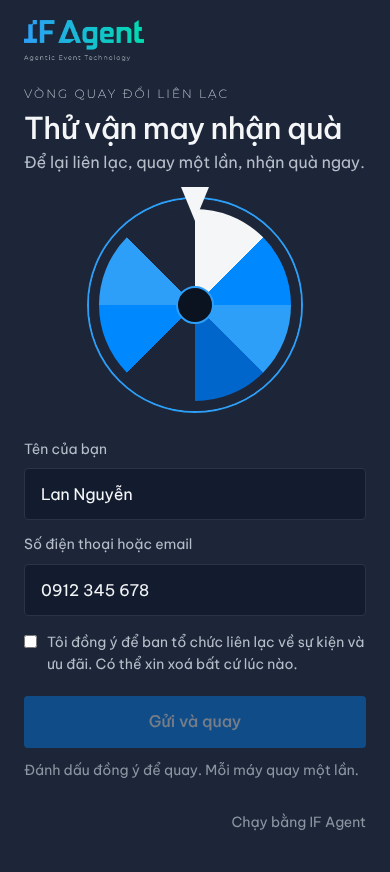 IF Agent
Agentic Event Technology
VÒNG QUAY ĐỔI LIÊN LẠC
Thử vận may nhận quà
Để lại liên lạc, quay một lần, nhận quà ngay.
Tên của bạn
Lan Nguyễn
Số điện thoại hoặc email
0912 345 678
Tôi đồng ý để ban tổ chức liên lạc về sự kiện và
ưu đãi. Có thể xin xoá bất cứ lúc nào.
Gửi và quay
Đánh dấu đồng ý để quay. Mỗi máy quay một lần.
Chạy bằng IF Agent